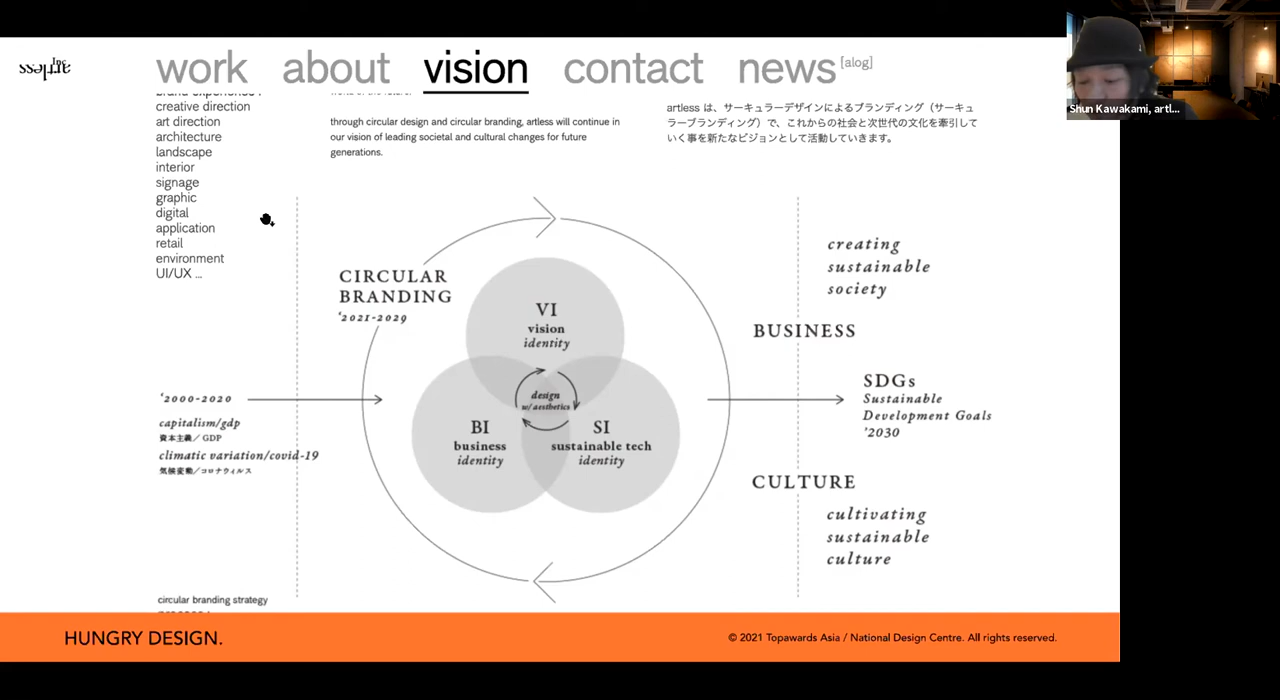 artless Inc.
work about vision contact news [alog]
Shun Kawakami, artl...
brand experience :
creative direction
art direction
architecture
landscape
interior
signage
graphic
digital
application
retail
environment
UI/UX ...
through circular design and circular branding, artless will continue in
our vision of leading societal and cultural changes for future
generations.
artless は、サーキュラーデザインによるブランディング（サーキュ
ラーブランディング）で、これからの社会と次世代の文化を牽引して
いく事を新たなビジョンとして活動していきます。
CIRCULAR
BRANDING
'2021-2029
VI
vision
identity
design
w/ aesthetics
BI
business
identity
SI
sustainable tech
identity
'2000-2020
capitalism/gdp
資本主義／GDP
climatic variation/covid-19
気候変動／コロナウィルス
creating
sustainable
society
BUSINESS
SDGs
Sustainable
Development Goals
'2030
CULTURE
cultivating
sustainable
culture
circular branding strategy
HUNGRY DESIGN.
© 2021 Topawards Asia / National Design Centre. All rights reserved.